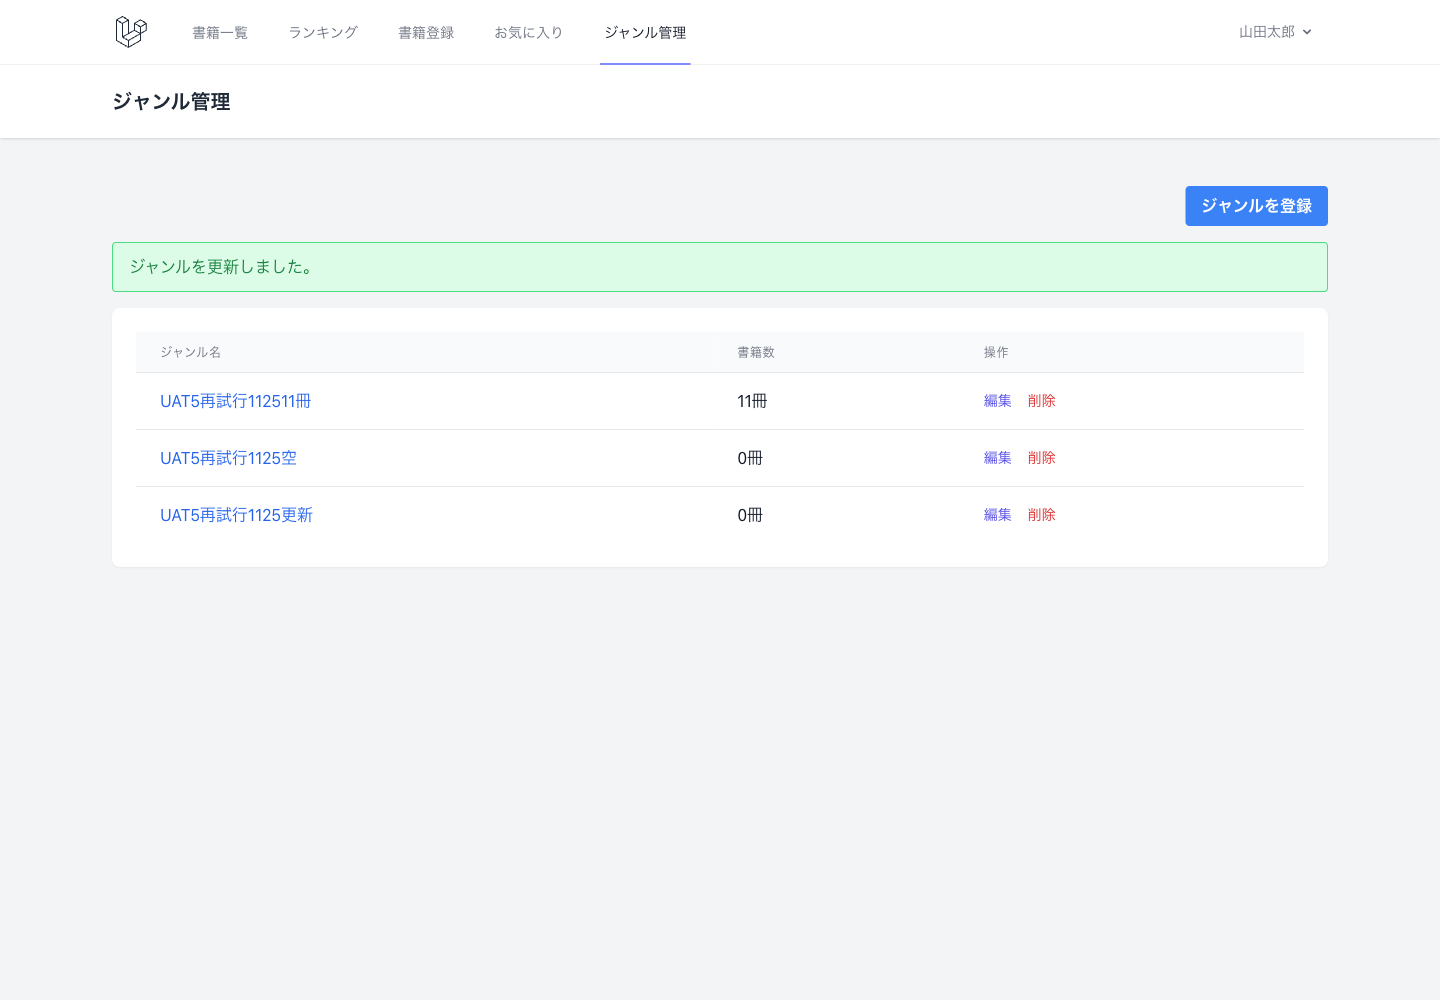 書籍一覧 ランキング 書籍登録 お気に入り ジャンル管理 山田太郎
ジャンル管理
ジャンルを登録
ジャンルを更新しました。
ジャンル名 書籍数 操作
UAT5再試行112511冊 11冊 編集 削除
UAT5再試行1125空 0冊 編集 削除
UAT5再試行1125更新 0冊 編集 削除